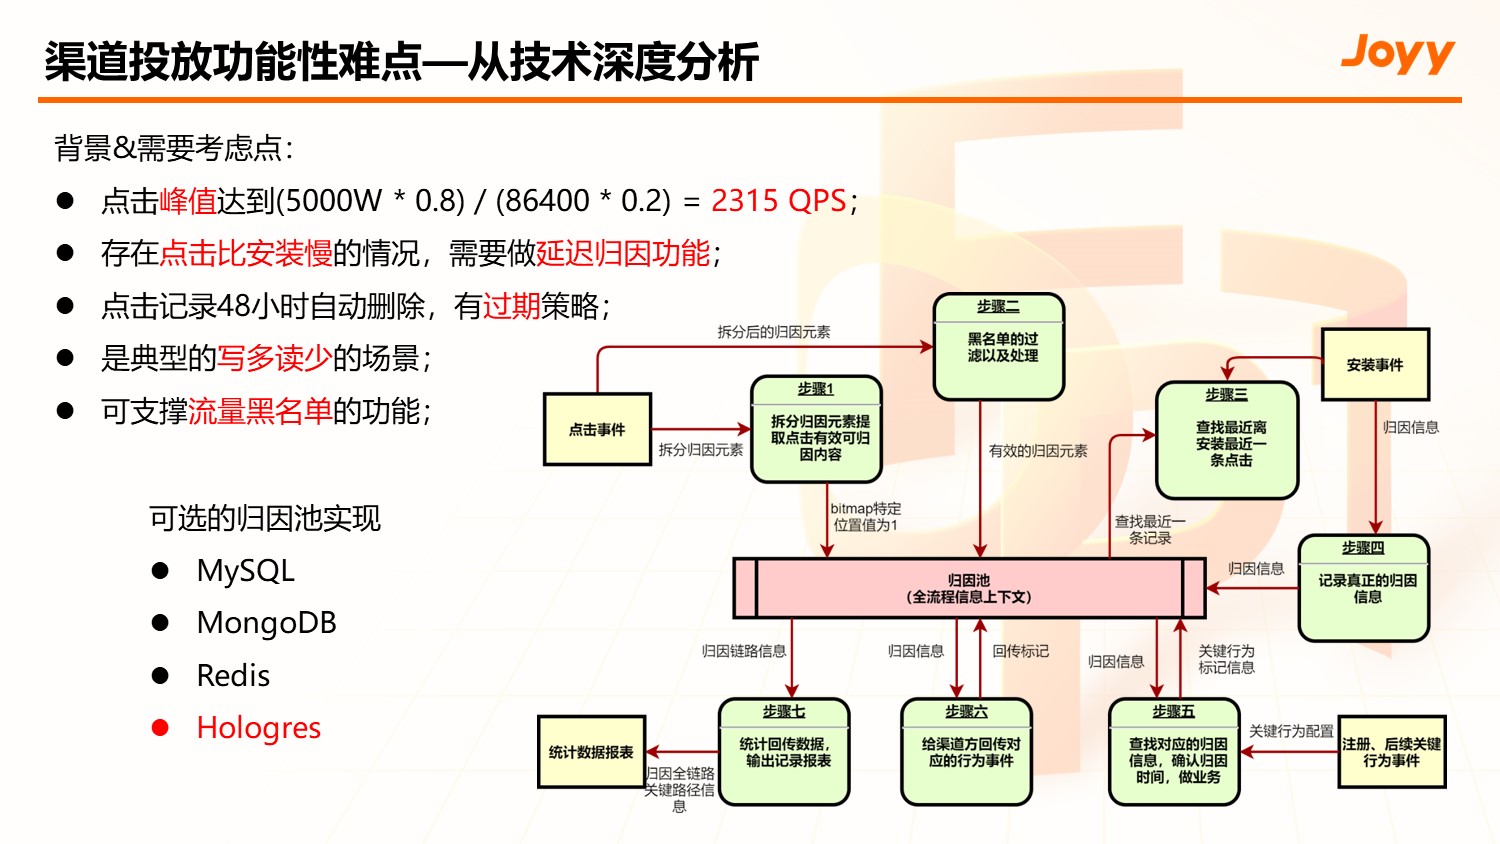 渠道投放功能性难点—从技术深度分析
Joyy
背景&需要考虑点：
● 点击峰值达到(5000W * 0.8) / (86400 * 0.2) = 2315 QPS；
● 存在点击比安装慢的情况，需要做延迟归因功能；
● 点击记录48小时自动删除，有过期策略；
● 是典型的写多读少的场景；
● 可支撑流量黑名单的功能；
可选的归因池实现
● MySQL
● MongoDB
● Redis
● Hologres
拆分后的归因元素
步骤二
黑名单的过
滤以及处理
安装事件
步骤1
拆分归因元素提
取点击有效可归
因内容
步骤三
查找最近离
安装最近一
条点击
点击事件
拆分归因元素
有效的归因元素
归因信息
bitmap特定
位置值为1
查找最近一
条记录
步骤四
记录真正的归因
信息
归因信息
归因池
（全流程信息上下文）
归因链路信息
归因信息
回传标记
归因信息
关键行为
标记信息
步骤七
统计回传数据，
输出记录报表
步骤六
给渠道方回传对
应的行为事件
步骤五
查找对应的归因
信息，确认归因
时间，做业务
关键行为配置
注册、后续关键
行为事件
统计数据报表
归因全链路
关键路径信
息